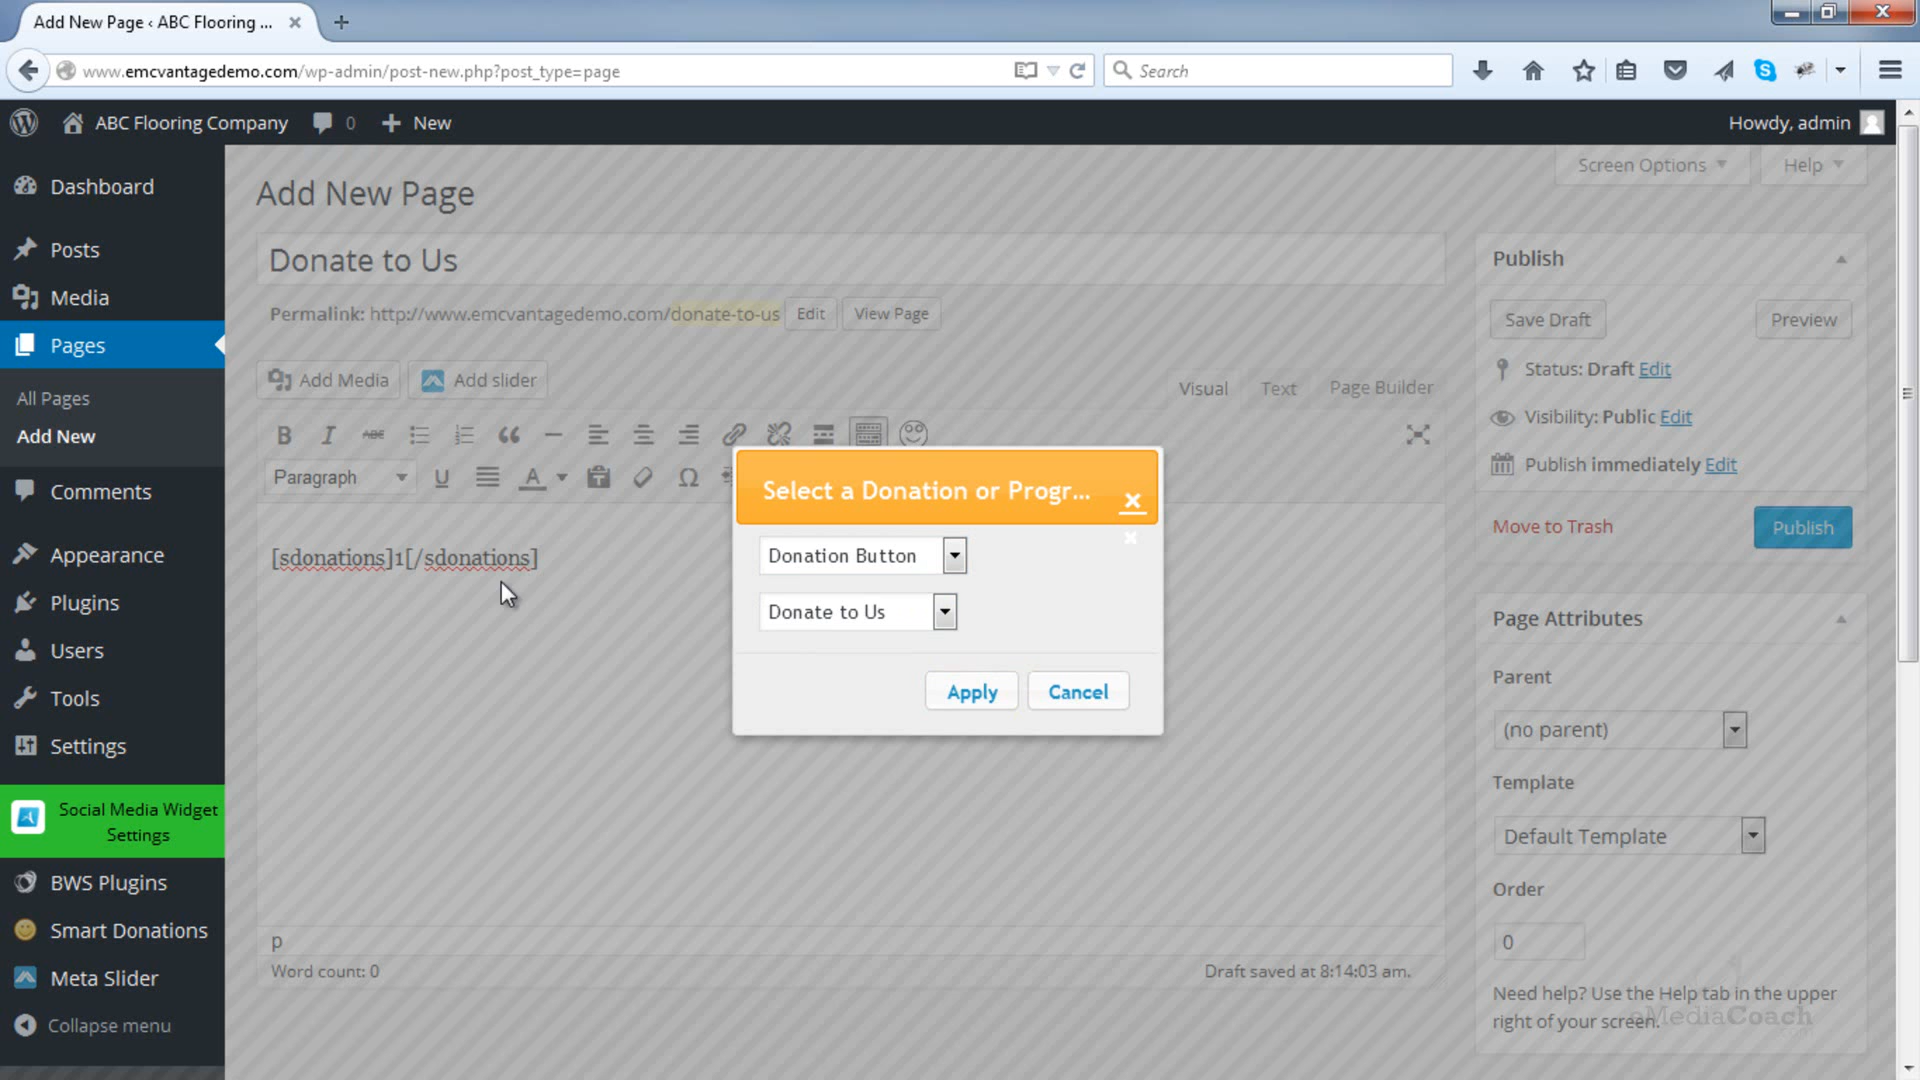 Add New Page ‹ ABC Flooring ...
www.emcvantagedemo.com/wp-admin/post-new.php?post_type=page
Search
ABC Flooring Company
0
New
Howdy, admin
Screen Options
Help
Dashboard
Posts
Media
Pages
All Pages
Add New
Comments
Appearance
Plugins
Users
Tools
Settings
Social Media Widget
Settings
BWS Plugins
Smart Donations
Meta Slider
Collapse menu
Add New Page
Donate to Us
Permalink: http://www.emcvantagedemo.com/donate-to-us Edit View Page
Add Media
Add slider
Visual
Text
Page Builder
B I ABC
Paragraph U A Ω
[sdonations]1[/sdonations]
Select a Donation or Progr...
Donation Button
Donate to Us
Apply
Cancel
p
Word count: 0
Draft saved at 8:14:03 am.
Publish
Save Draft
Preview
Status: Draft Edit
Visibility: Public Edit
Publish immediately Edit
Move to Trash
Publish
Page Attributes
Parent
(no parent)
Template
Default Template
Order
0
Need help? Use the Help tab in the upper
right of your screen.
eMediaCoach